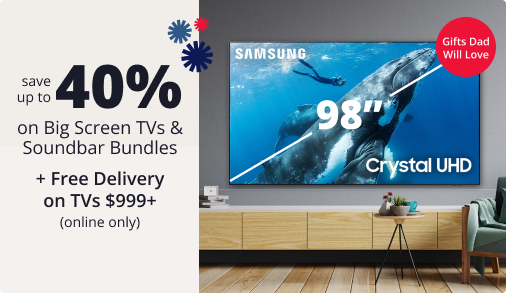 save
up to 40%
on Big Screen TVs &
Soundbar Bundles
+ Free Delivery
on TVs $999+
(online only)
SAMSUNG
Gifts Dad
Will Love
98”
Crystal UHD